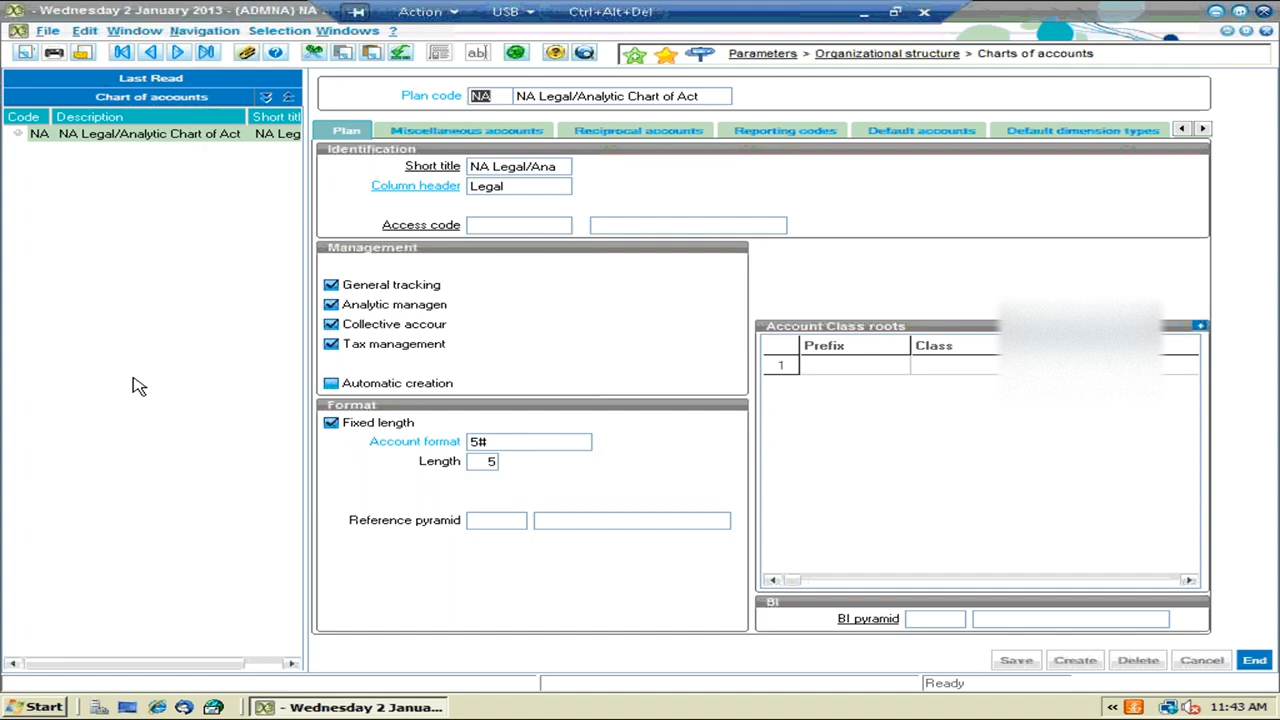 - Wednesday 2 January 2013 - (ADMNA) NA
Action USB Ctrl+Alt+Del
File Edit Window Navigation Selection Windows ?
Parameters > Organizational structure > Charts of accounts
Last Read
Chart of accounts
Code Description Short titl
NA NA Legal/Analytic Chart of Act NA Leg
Plan code NA NA Legal/Analytic Chart of Act
Plan Miscellaneous accounts Reciprocal accounts Reporting codes Default accounts Default dimension types
Identification
Short title NA Legal/Ana
Column header Legal
Access code
Management
General tracking
Analytic managen
Collective accour
Tax management
Automatic creation
Format
Fixed length
Account format 5#
Length 5
Reference pyramid
Account Class roots
Prefix Class
1
BI
BI pyramid
Save Create Delete Cancel End
Ready
Start - Wednesday 2 Janua... « 11:43 AM